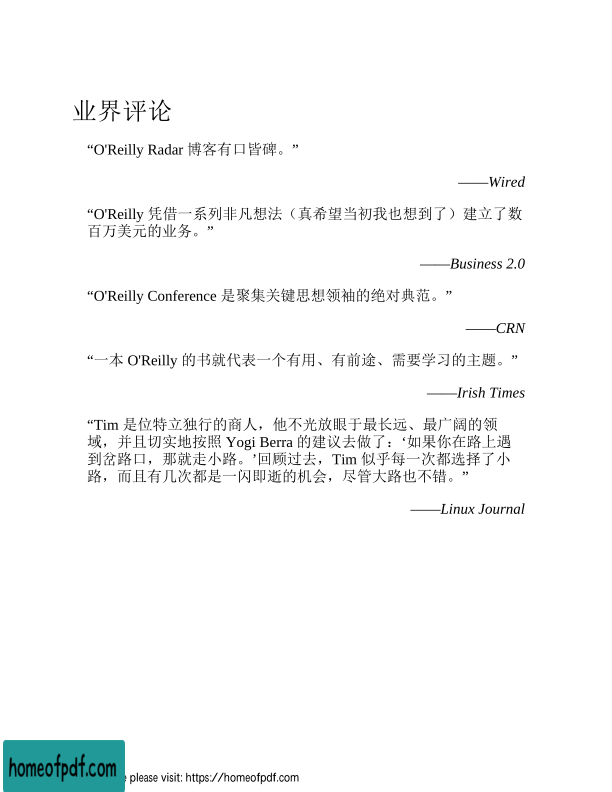 业界评论
“O'Reilly Radar 博客有口皆碑。”
——Wired
“O'Reilly 凭借一系列非凡想法（真希望当初我也想到了）建立了数
百万美元的业务。”
——Business 2.0
“O'Reilly Conference 是聚集关键思想领袖的绝对典范。”
——CRN
“一本 O'Reilly 的书就代表一个有用、有前途、需要学习的主题。”
——Irish Times
“Tim 是位特立独行的商人，他不光放眼于最长远、最广阔的领
域，并且切实地按照 Yogi Berra 的建议去做了：‘如果你在路上遇
到岔路口，那就走小路。’回顾过去，Tim 似乎每一次都选择了小
路，而且有几次都是一闪即逝的机会，尽管大路也不错。”
——Linux Journal
homeofpdf.com
please visit: https://homeofpdf.com